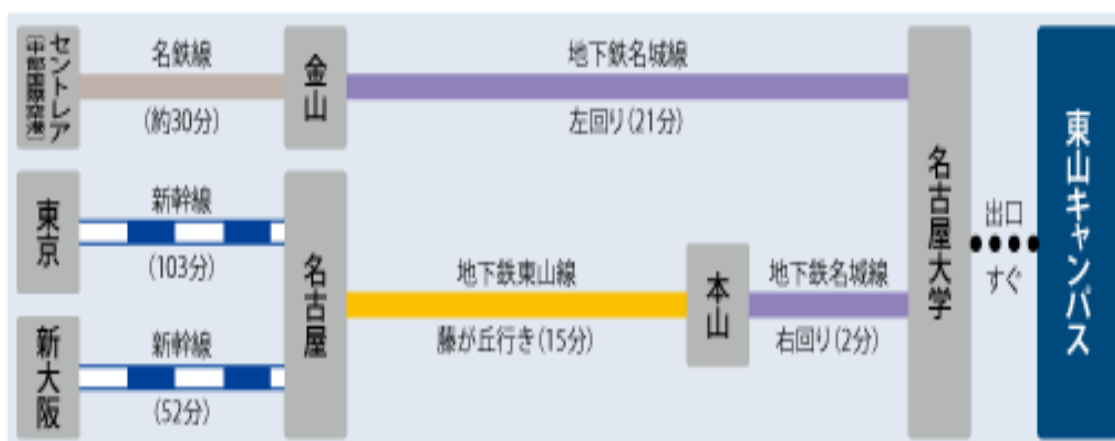 セントレア
[中部国際空港]
名鉄線
(約30分)
金山
地下鉄名城線
左回り(21分)
東京
新幹線
(103分)
新大阪
新幹線
(52分)
名古屋
地下鉄東山線
藤が丘行き(15分)
本山
地下鉄名城線
右回り(2分)
名古屋大学
出口
すぐ
東山キャンパス